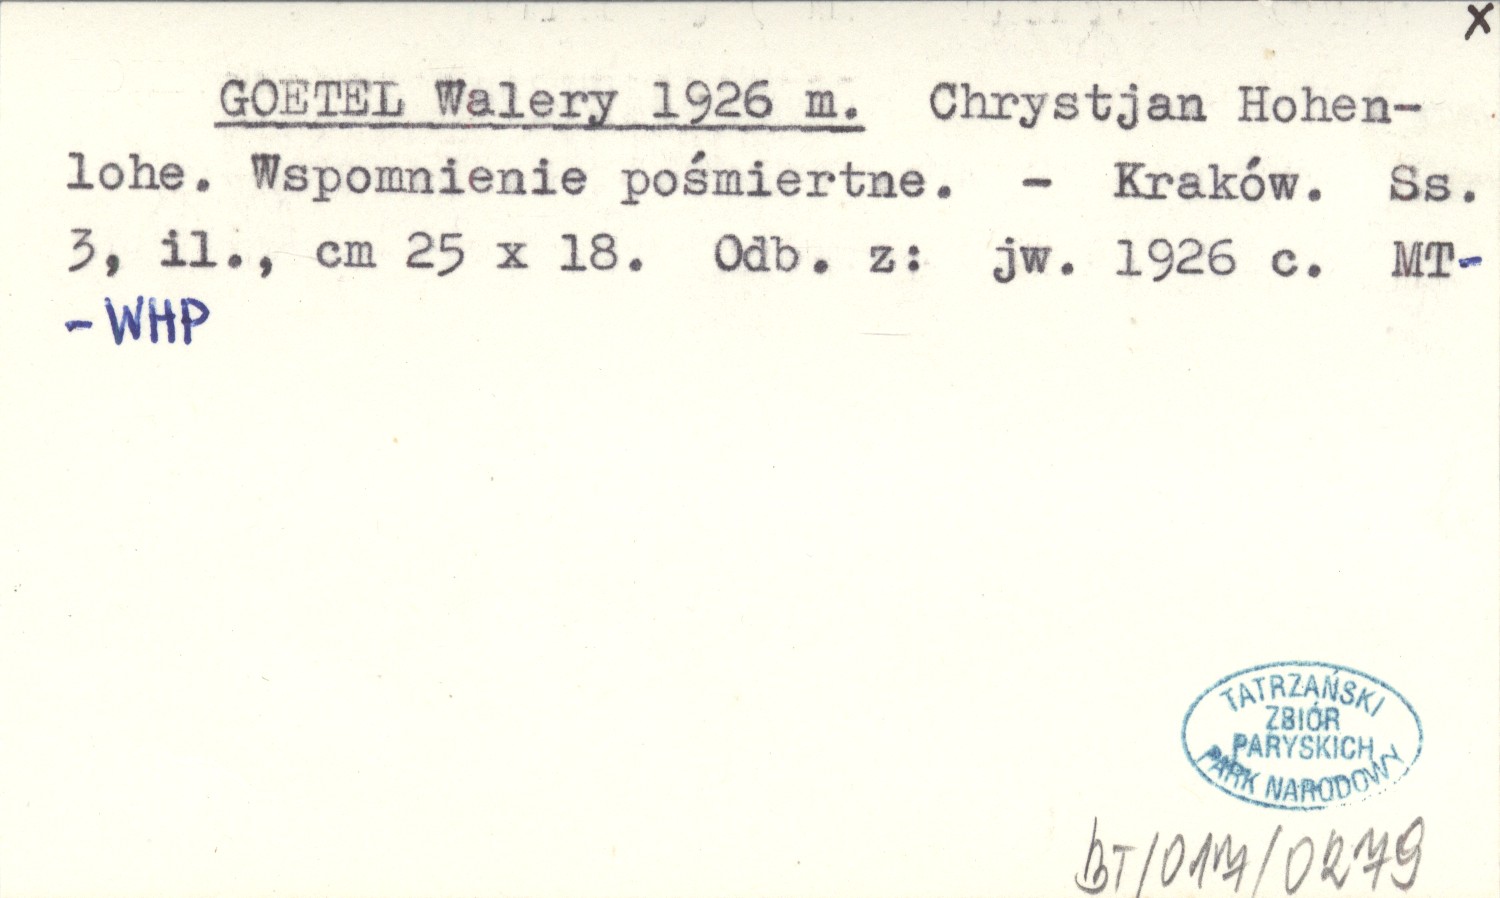 x
GOETEL Walery 1926 m. Chrystjan Hohen-
lohe. Wspomnienie pośmiertne. - Kraków. Ss.
3, il., cm 25 x 18. Odb. z: jw. 1926 c. MT-
- WHP
TATRZAŃSKI
ZBIÓR
PARYSKICH
PARK NARODOWY
BT/017/0279